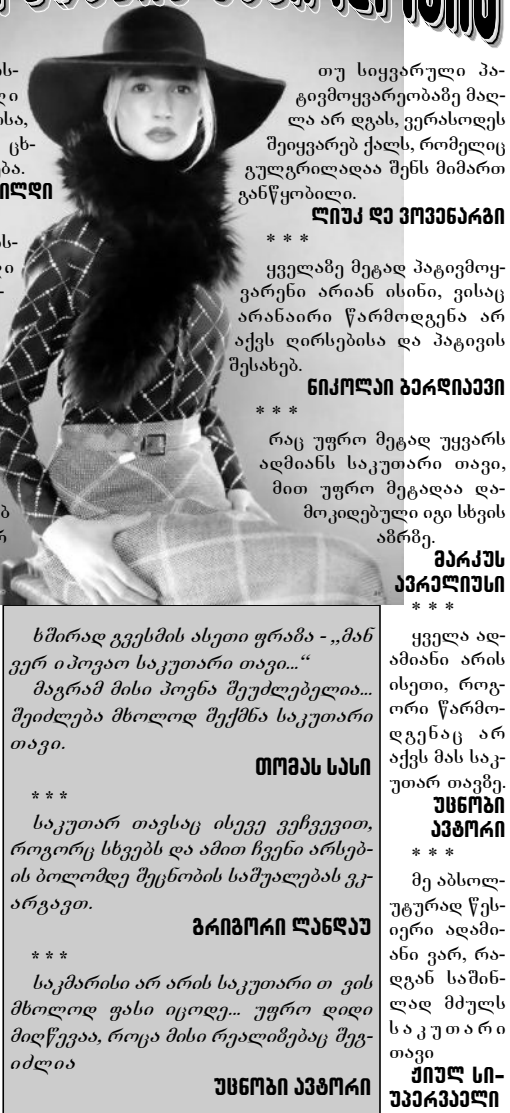 თუ სიყვარული პა-
ტივმოყვარეობაზე მაღ-
ლა არ დგას, ვერასოდეს
შეიყვარებ ქალს, რომელიც
გულგრილადაა შენს მიმართ
განწყობილი.
ლიუკ დე ვოვენარგი
* * *
ყველაზე მეტად პატივმოყ-
ვარენი არიან ისინი, ვისაც
არანაირი წარმოდგენა არ
აქვს ღირსებისა და პატივის
შესახებ.
ნიკოლაი ბერდიაევი
* * *
რაც უფრო მეტად უყვარს
ადმიანს საკუთარი თავი,
მით უფრო მეტადაა და-
მოკიდებული იგი სხვის
აზრზე.
მარკუს
ავრელიუსი
* * *
ყველა ად-
ამიანი არის
ისეთი, როგ-
ორი წარმო-
დგენაც არ
აქვს მას საკ-
უთარ თავზე.
უცნობი
ავტორი
* * *
მე აბსოლ-
უტურად წეს-
იერი ადამი-
ანი ვარ, რა-
დგან საშინ-
ლად მძულს
საკუთარი
თავი
ჟიულ სი-
უპერვაელი
ხშირად გვესმის ასეთი ფრაზა - „მან
ვერ იპოვაო საკუთარი თავი...“
მაგრამ მისი პოვნა შეუძლებელია...
შეიძლება მხოლოდ შექმნა საკუთარი
თავი.
თომას სასი
* * *
საკუთარ თავსაც ისევე ვეჩვევით,
როგორც სხვებს და ამით ჩვენი არსებ-
ის ბოლომდე შეცნობის საშუალებას ვკ-
არგავთ.
გრიგორი ლანდაუ
* * *
საკმარისი არ არის საკუთარი თ ვის
მხოლოდ ფასი იცოდე... უფრო დიდი
მიღწევაა, როცა მისი რეალიზებაც შეგ-
იძლია
უცნობი ავტორი